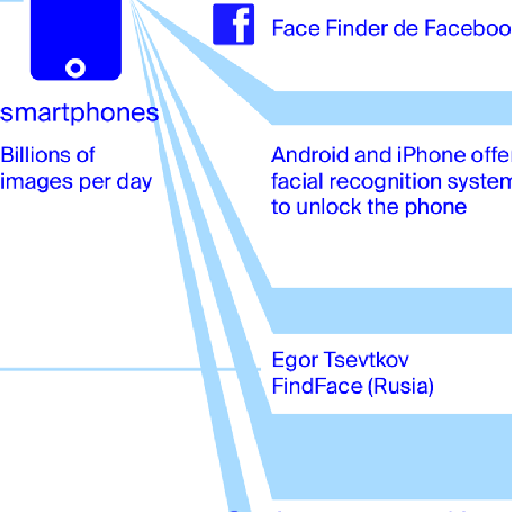 Face Finder de Faceboo
smartphones
Billions of
images per day
Android and iPhone offer
facial recognition system
to unlock the phone
Egor Tsevtkov
FindFace (Rusia)